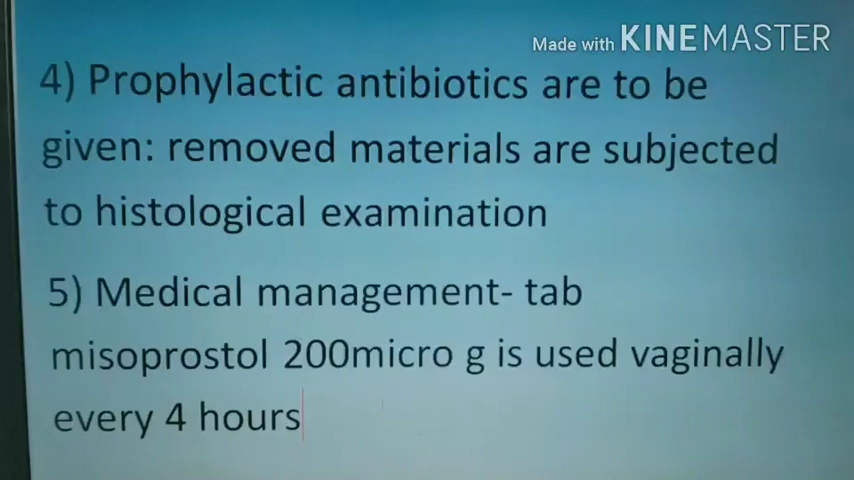 Made with KINEMASTER
4) Prophylactic antibiotics are to be
given: removed materials are subjected
to histological examination
5) Medical management- tab
misoprostol 200micro g is used vaginally
every 4 hours